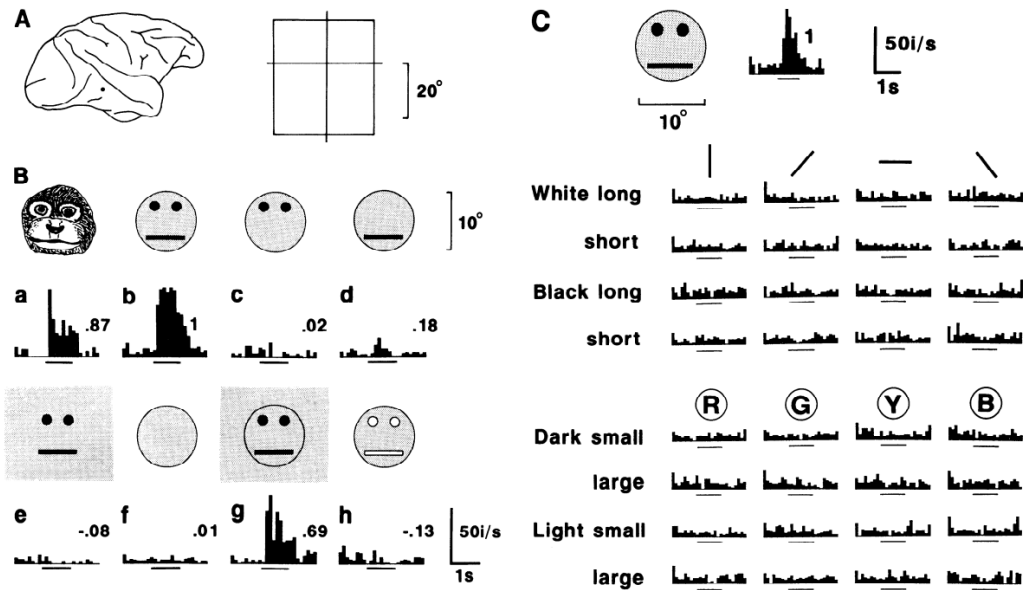 A
20°
B
10°
a .87
b 1
c .02
d .18
e -.08
f .01
g .69
h -.13
50i/s
1s
C
1
50i/s
1s
10°
White long
short
Black long
short
R G Y B
Dark small
large
Light small
large